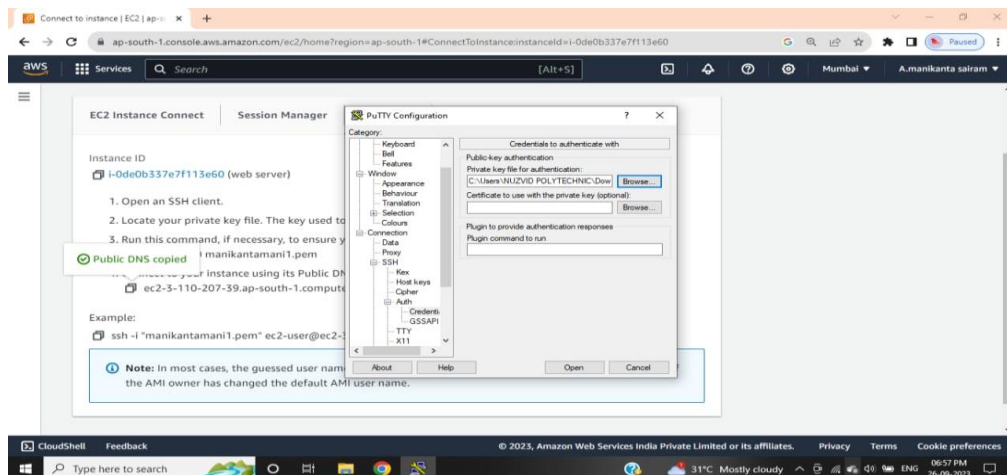 Connect to instance | EC2 | ap-s
ap-south-1.console.aws.amazon.com/ec2/home?region=ap-south-1#ConnectToInstance:instanceId=i-0de0b337e7f113e60
Paused
aws Services Search [Alt+S] Mumbai A.manikanta sairam
EC2 Instance Connect Session Manager
Instance ID
i-0de0b337e7f113e60 (web server)
1. Open an SSH client.
2. Locate your private key file. The key used to
3. Run this command, if necessary, to ensure y
manikantamani1.pem
Public DNS copied
instance using its Public DN
ec2-3-110-207-39.ap-south-1.compute
Example:
ssh -i "manikantamani1.pem" ec2-user@ec2-3
Note: In most cases, the guessed user nam
the AMI owner has changed the default AMI user name.
PuTTY Configuration ? ×
Category:
Keyboard
Bell
Features
Window
Appearance
Behaviour
Translation
Selection
Colours
Connection
Data
Proxy
SSH
Kex
Host keys
Cipher
Auth
Credenti
GSSAPI
TTY
X11
Credentials to authenticate with
Public-key authentication
Private key file for authentication:
C:\Users\NUZVID POLYTECHNIC\Dow Browse...
Certificate to use with the private key (optional):
Browse...
Plugin to provide authentication responses
Plugin command to run
About Help Open Cancel
CloudShell Feedback © 2023, Amazon Web Services India Private Limited or its affiliates. Privacy Terms Cookie preferences
Type here to search 31°C Mostly cloudy ENG 06:57 PM
26-09-2023